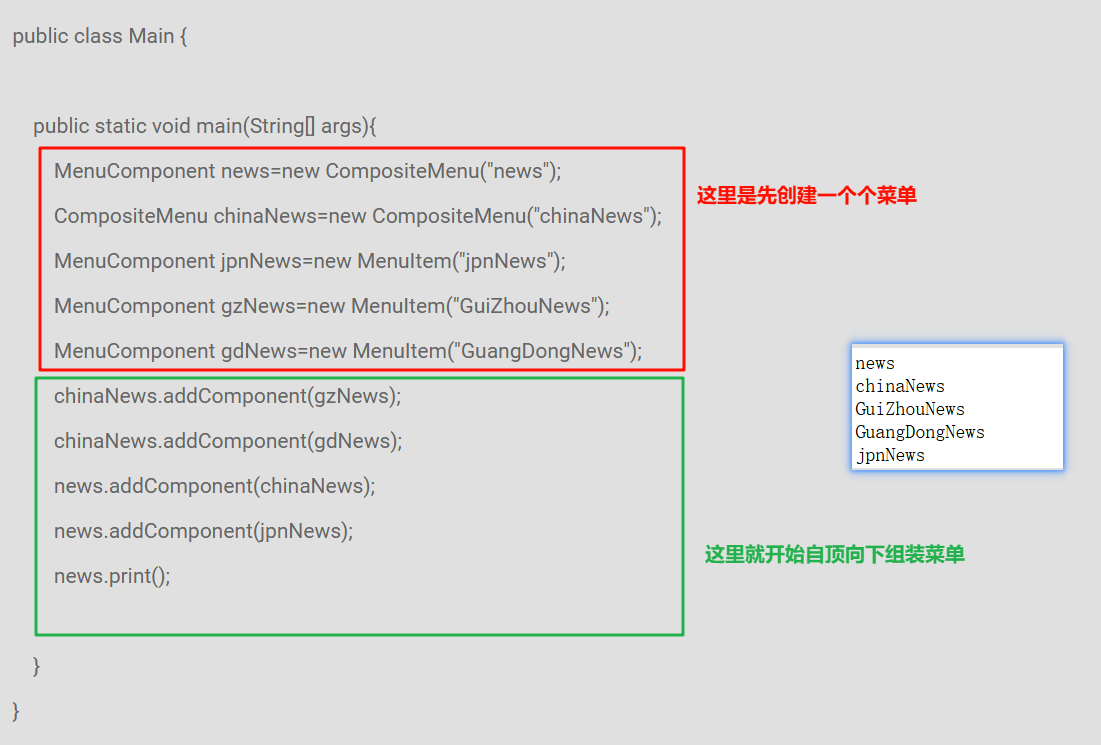 public class Main {
public static void main(String[] args){
MenuComponent news=new CompositeMenu("news");
这里是先创建一个个菜单
CompositeMenu chinaNews=new CompositeMenu("chinaNews");
MenuComponent jpnNews=new MenuItem("jpnNews");
MenuComponent gzNews=new MenuItem("GuiZhouNews");
MenuComponent gdNews=new MenuItem("GuangDongNews");
chinaNews.addComponent(gzNews);
chinaNews.addComponent(gdNews);
news.addComponent(chinaNews);
news.addComponent(jpnNews);
news.print();
这里就开始自顶向下组装菜单
}
}
news
chinaNews
GuiZhouNews
GuangDongNews
jpnNews